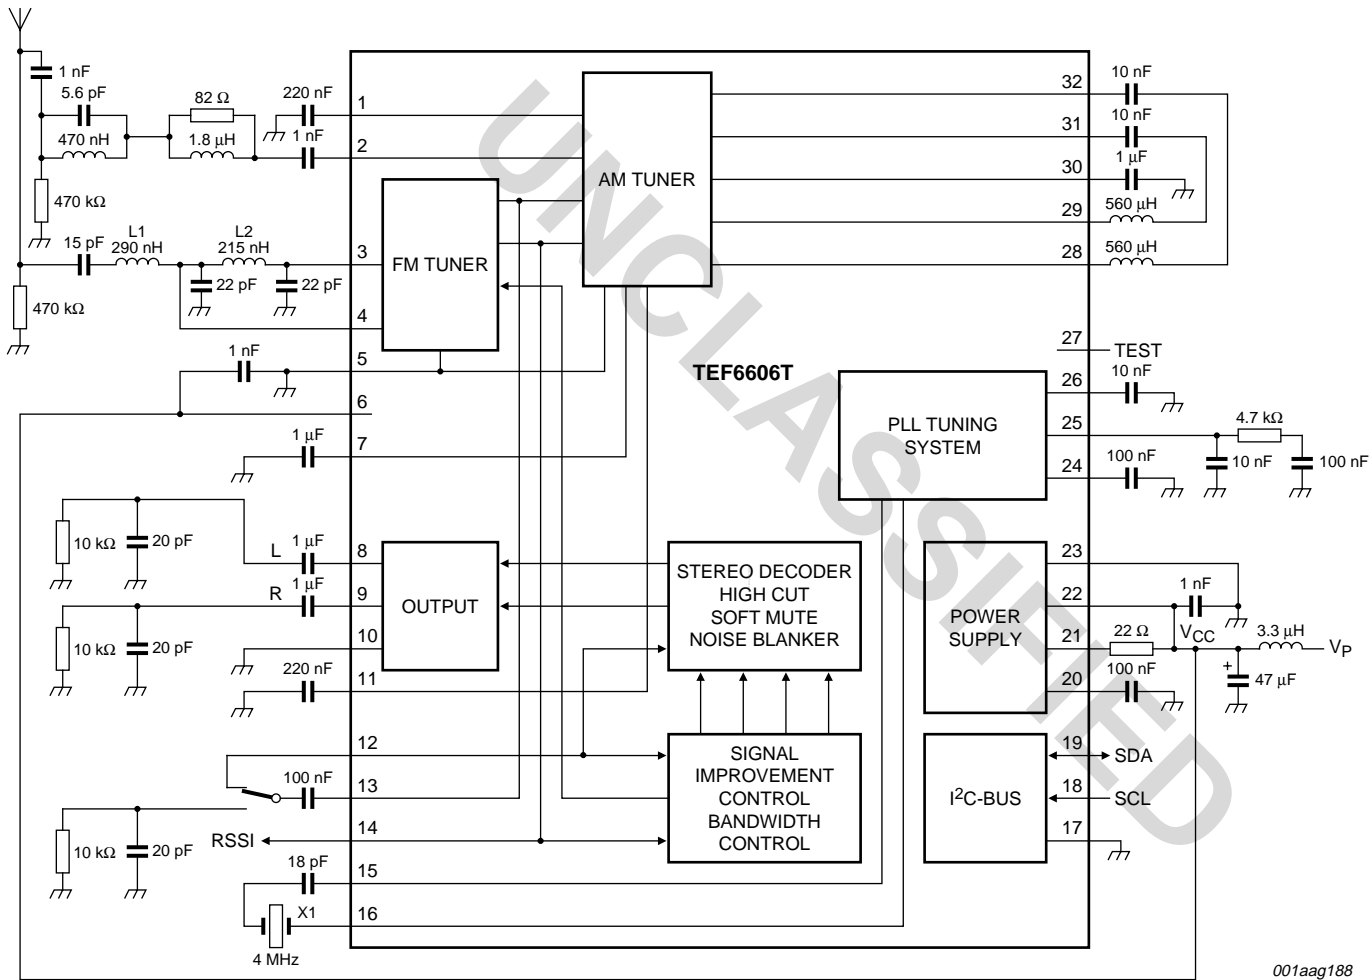 1 nF
5.6 pF
470 nH
82 Ω
1.8 μH
220 nF
1 nF
470 kΩ
15 pF
L1
290 nH
L2
215 nH
22 pF
22 pF
470 kΩ
1 nF
1 μF
10 kΩ
20 pF
L
1 μF
R
1 μF
10 kΩ
20 pF
220 nF
100 nF
10 kΩ
20 pF
RSSI
18 pF
X1
4 MHz
1
2
3
4
5
6
7
8
9
10
11
12
13
14
15
16
FM TUNER
AM TUNER
TEF6606T
PLL TUNING
SYSTEM
OUTPUT
STEREO DECODER
HIGH CUT
SOFT MUTE
NOISE BLANKER
SIGNAL
IMPROVEMENT
CONTROL
BANDWIDTH
CONTROL
POWER
SUPPLY
I²C-BUS
32
31
30
29
28
27
26
25
24
23
22
21
20
19
18
17
10 nF
10 nF
1 μF
560 μH
560 μH
TEST
10 nF
4.7 kΩ
10 nF
100 nF
100 nF
1 nF
22 Ω
VCC
3.3 μH
VP
100 nF
+
47 μF
SDA
SCL
UNCLASSIFIED
001aag188